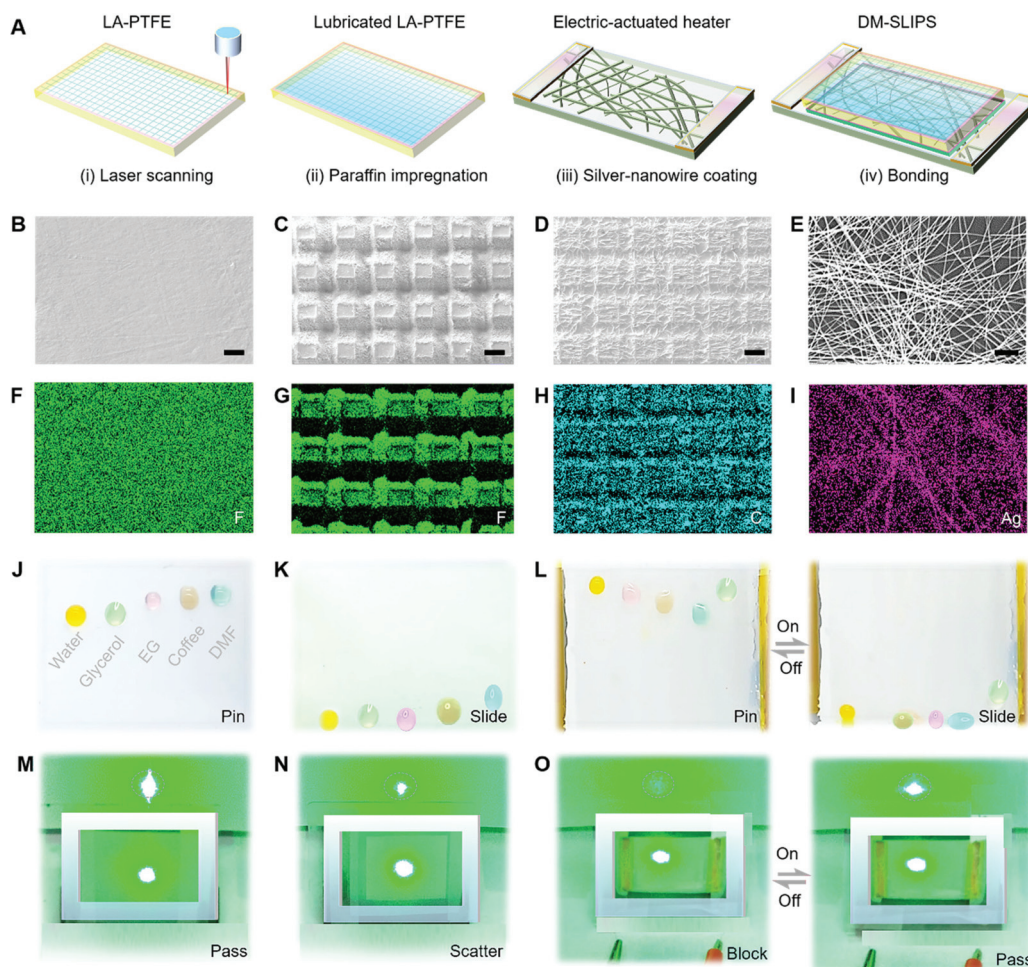 A
LA-PTFE
Lubricated LA-PTFE
Electric-actuated heater
DM-SLIPS
(i) Laser scanning
(ii) Paraffin impregnation
(iii) Silver-nanowire coating
(iv) Bonding
B
C
D
E
F
G
H
I
F
F
C
Ag
J
K
L
Water
Glycerol
EG
Coffee
DMF
On
Off
Pin
Slide
Pin
Slide
M
N
O
On
Off
Pass
Scatter
Block
Pass